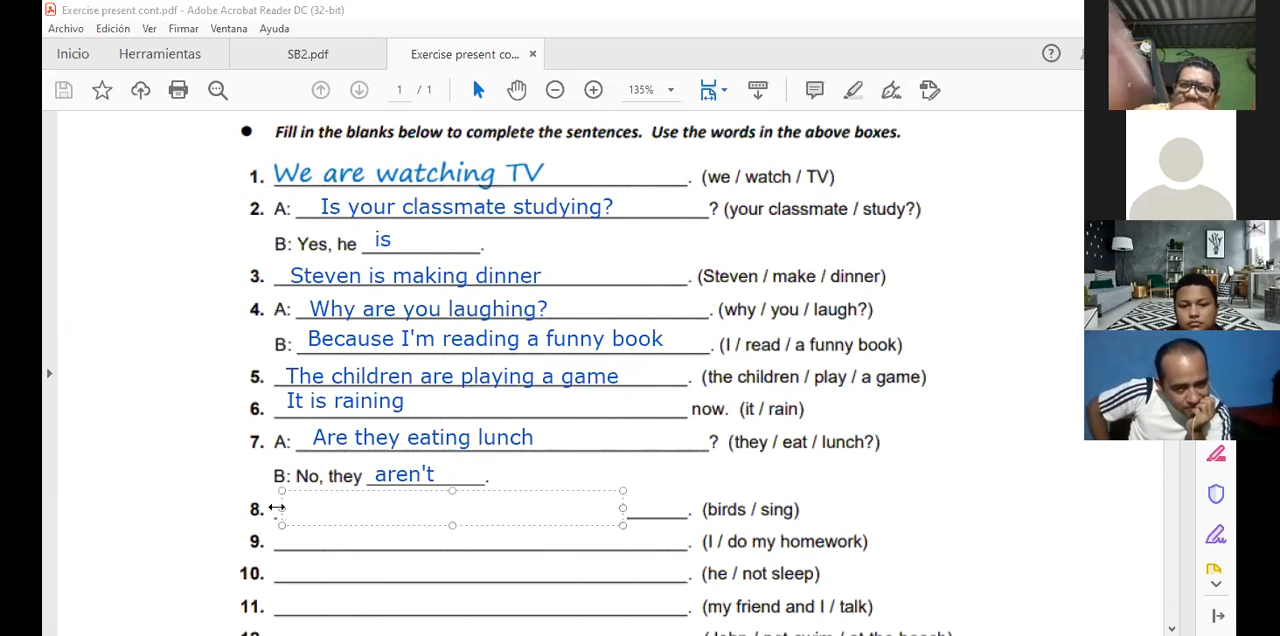 Exercise present cont.pdf - Adobe Acrobat Reader DC (32-bit)
Archivo Edición Ver Firmar Ventana Ayuda
Inicio Herramientas SB2.pdf Exercise present co... ×
1 / 1 135%
● Fill in the blanks below to complete the sentences. Use the words in the above boxes.
1. We are watching TV . (we / watch / TV)
2. A: Is your classmate studying? ? (your classmate / study?)
B: Yes, he is .
3. Steven is making dinner . (Steven / make / dinner)
4. A: Why are you laughing? . (why / you / laugh?)
B: Because I'm reading a funny book . (I / read / a funny book)
5. The children are playing a game . (the children / play / a game)
6. It is raining now. (it / rain)
7. A: Are they eating lunch ? (they / eat / lunch?)
B: No, they aren't .
8. . (birds / sing)
9. . (I / do my homework)
10. . (he / not sleep)
11. . (my friend and I / talk)